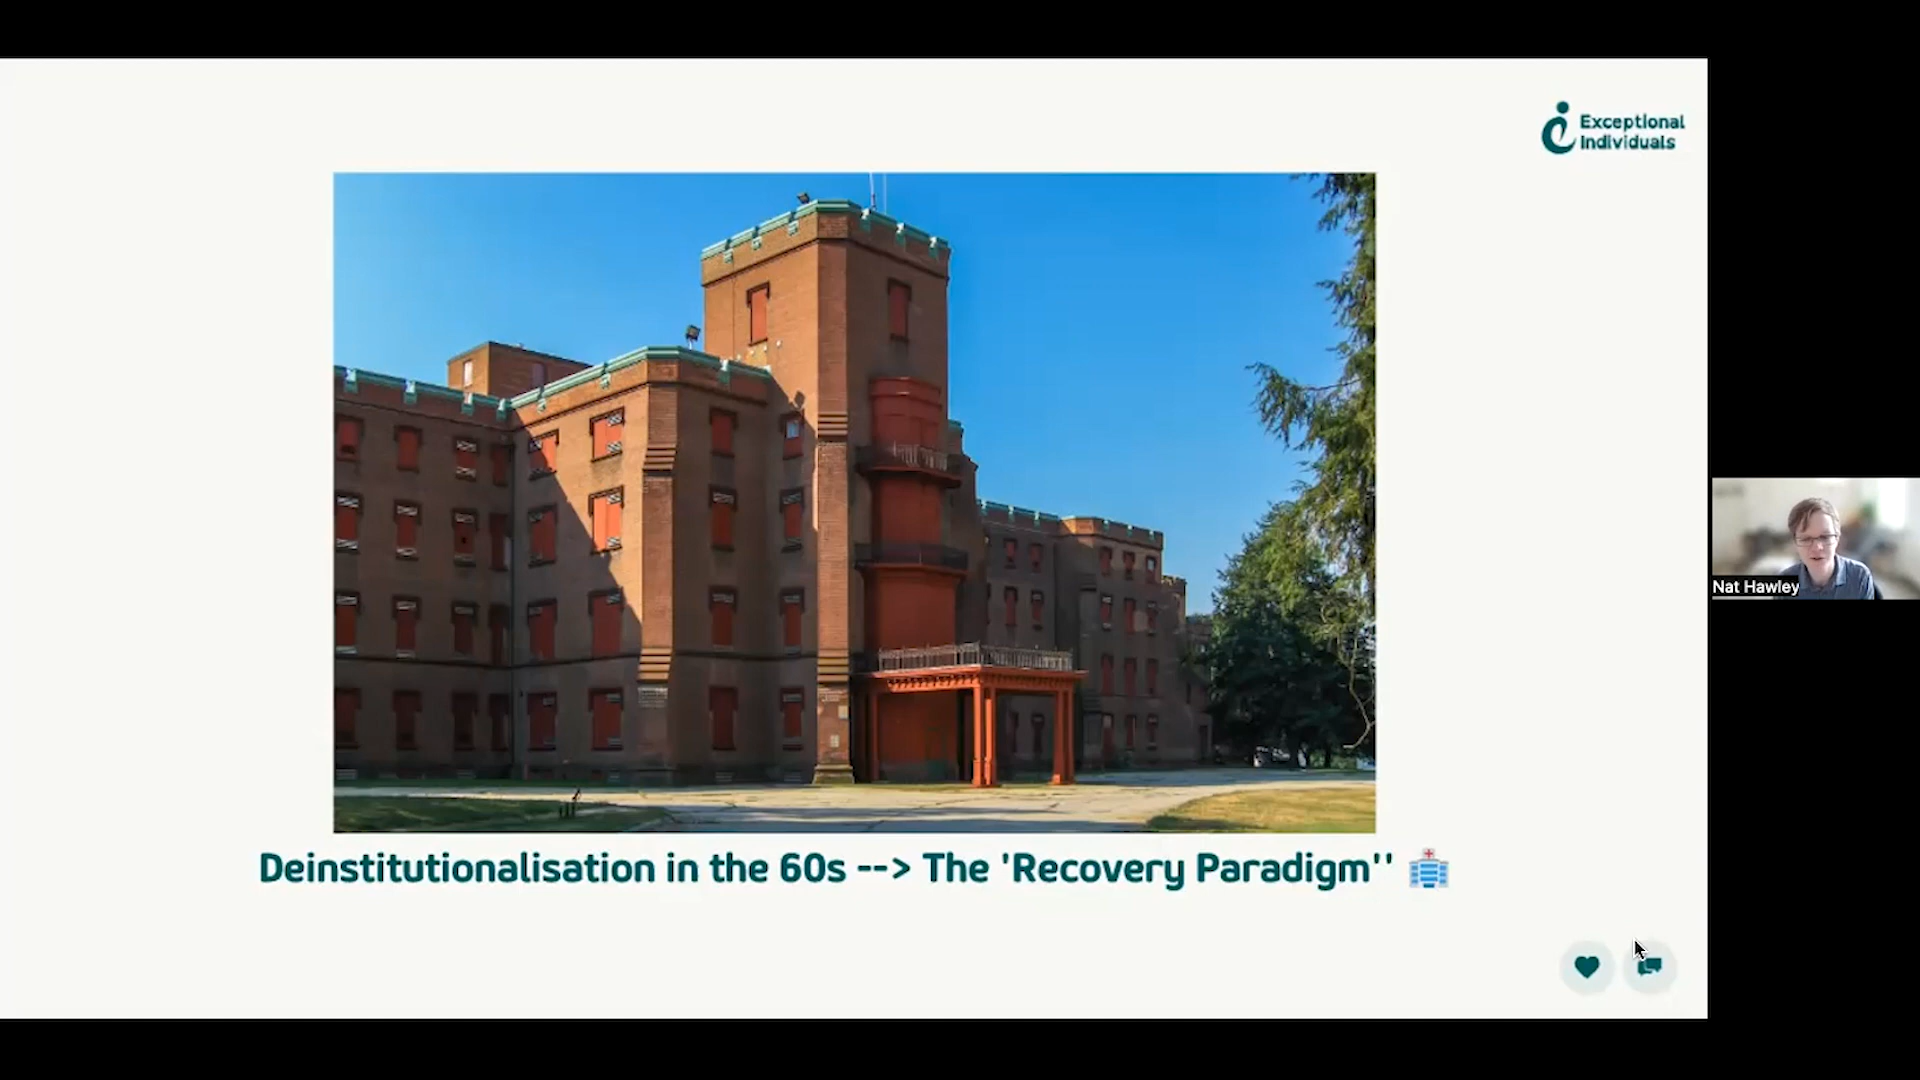 Exceptional
Individuals
Deinstitutionalisation in the 60s --> The 'Recovery Paradigm''
Nat Hawley